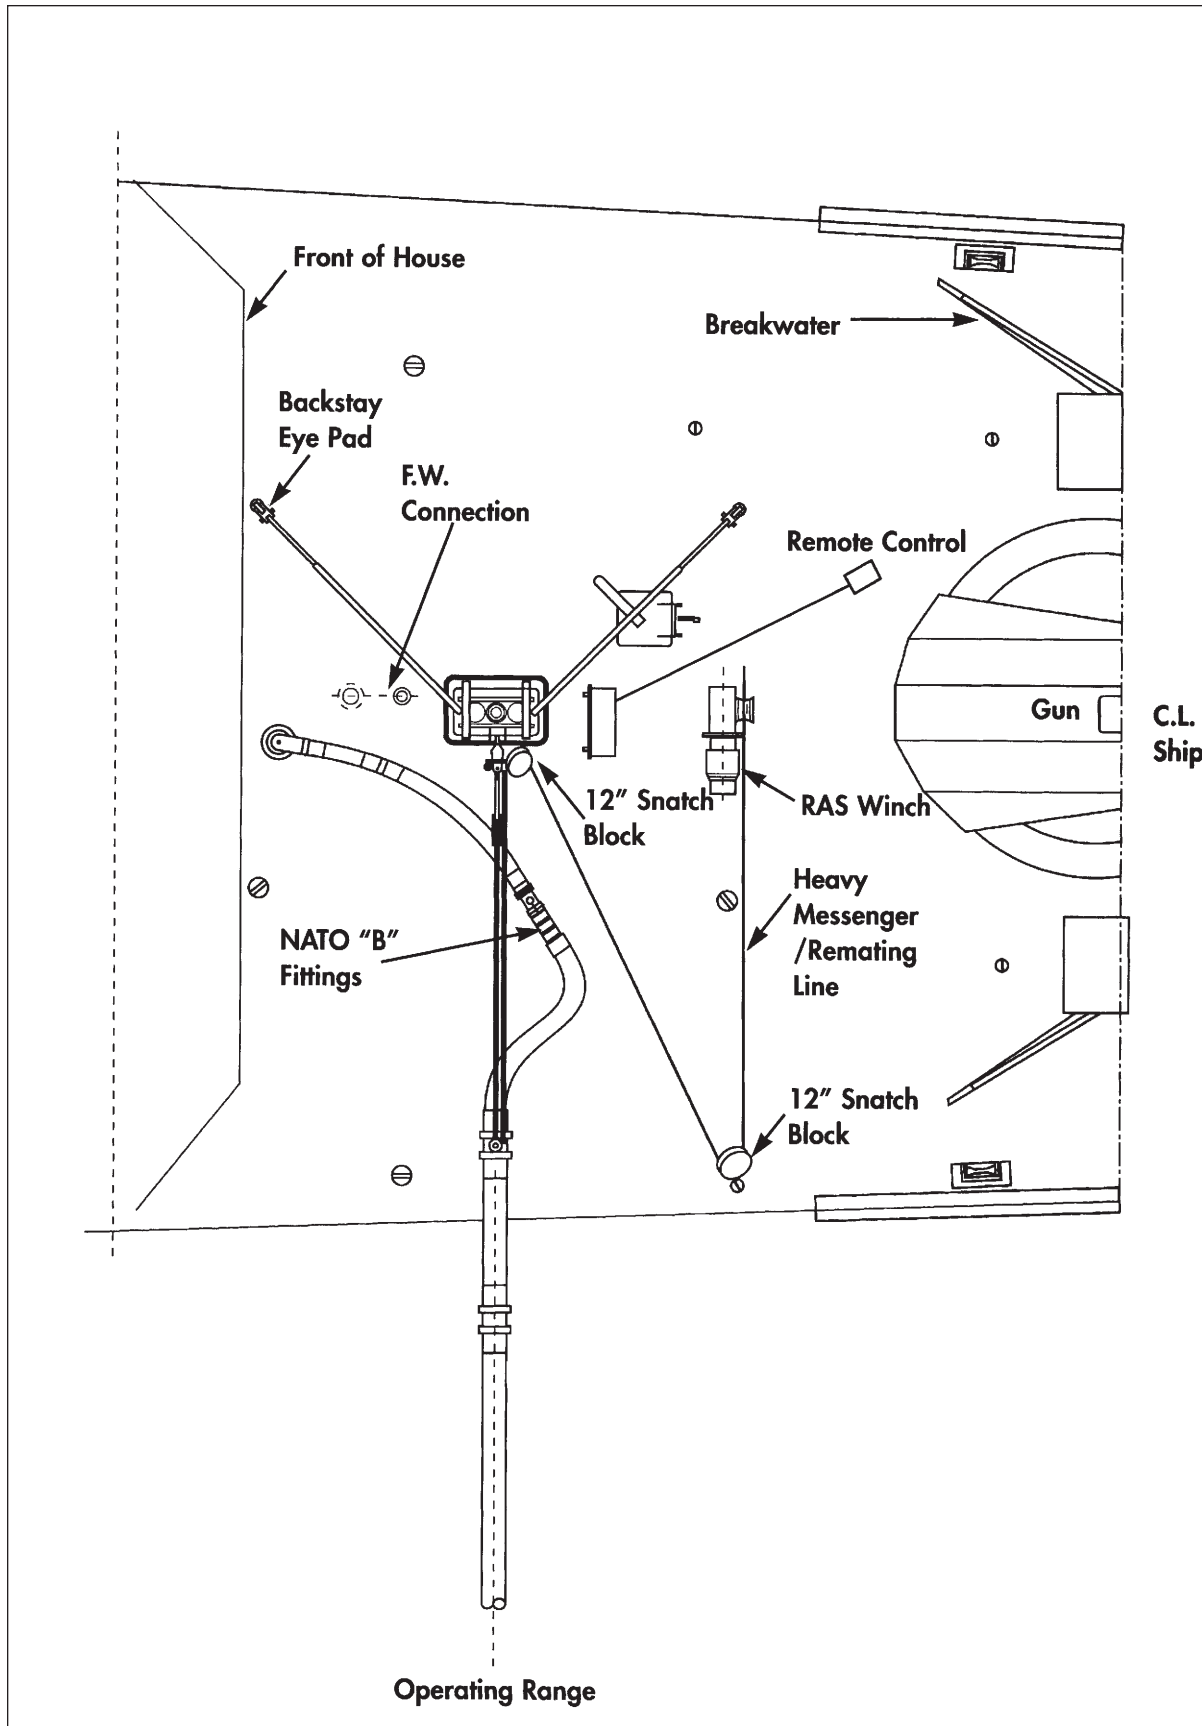 Front of House
Breakwater
Backstay
Eye Pad
F.W.
Connection
Remote Control
Gun
C.L.
Ship
12” Snatch
Block
RAS Winch
Heavy
Messenger
/Remating
Line
NATO “B”
Fittings
12” Snatch
Block
Operating Range